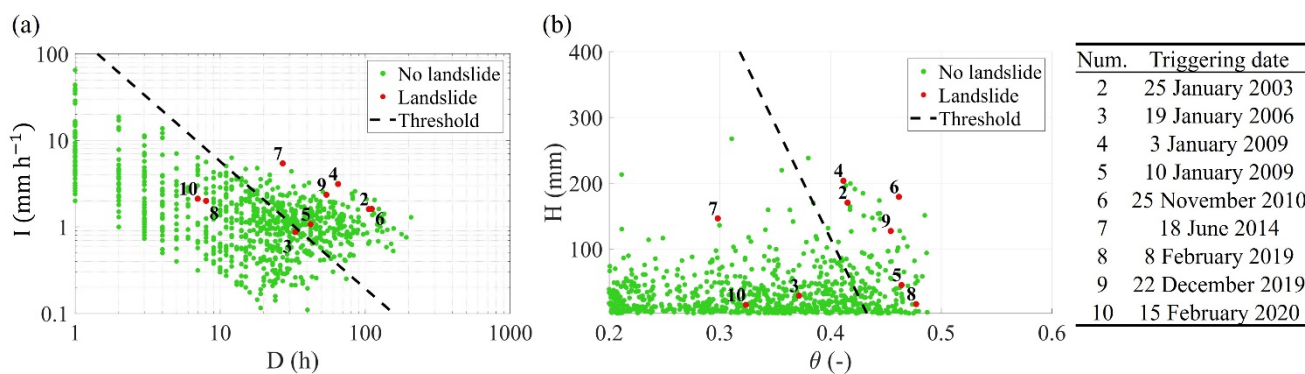 (a)
100
10
1
0.1
I (mm h⁻¹)
1
10
100
1000
D (h)
No landslide
Landslide
Threshold
7
4
9
10
2
8
5
6
3
(b)
400
300
200
100
H (mm)
0.2
0.3
0.4
0.5
0.6
θ (-)
No landslide
Landslide
Threshold
4
6
2
7
9
5
3
8
10
Num. Triggering date
2 25 January 2003
3 19 January 2006
4 3 January 2009
5 10 January 2009
6 25 November 2010
7 18 June 2014
8 8 February 2019
9 22 December 2019
10 15 February 2020